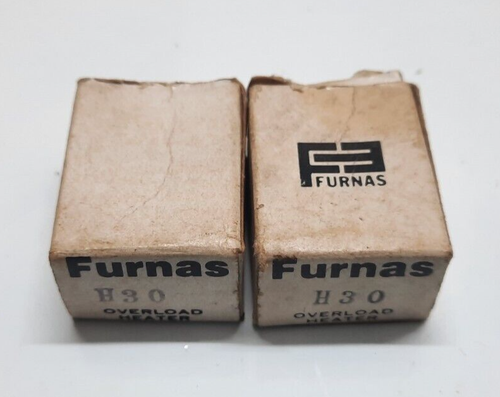 Furnas
H30
OVERLOAD
HEATER
FURNAS
Furnas
H30
OVERLOAD
HEATER